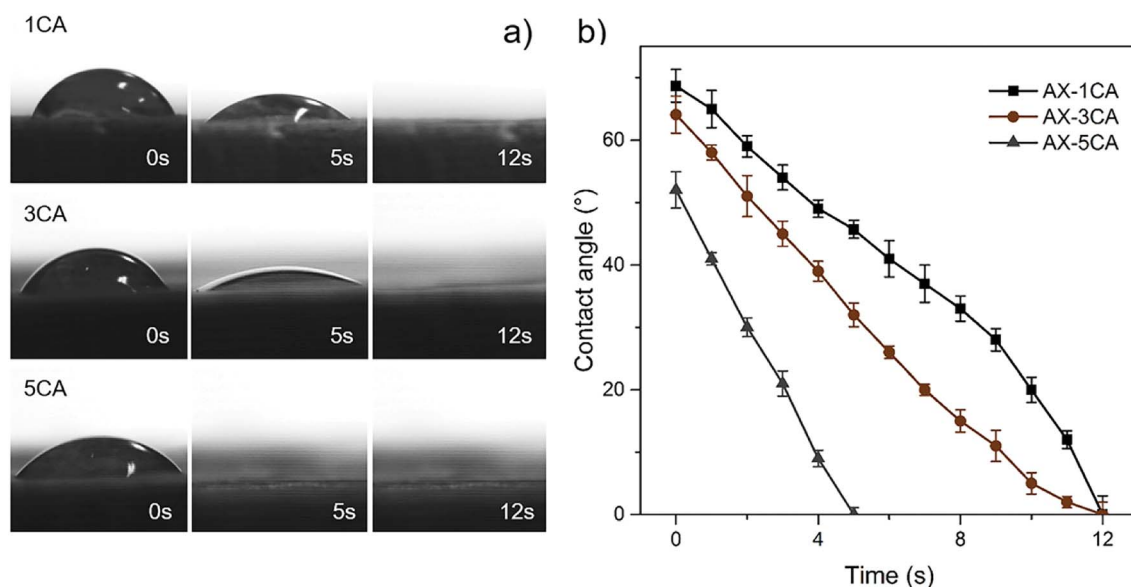 1CA
a)
0s
5s
12s
3CA
0s
5s
12s
5CA
0s
5s
12s
b)
AX-1CA
AX-3CA
AX-5CA
Contact angle (°)
60
40
20
0
0
4
8
12
Time (s)